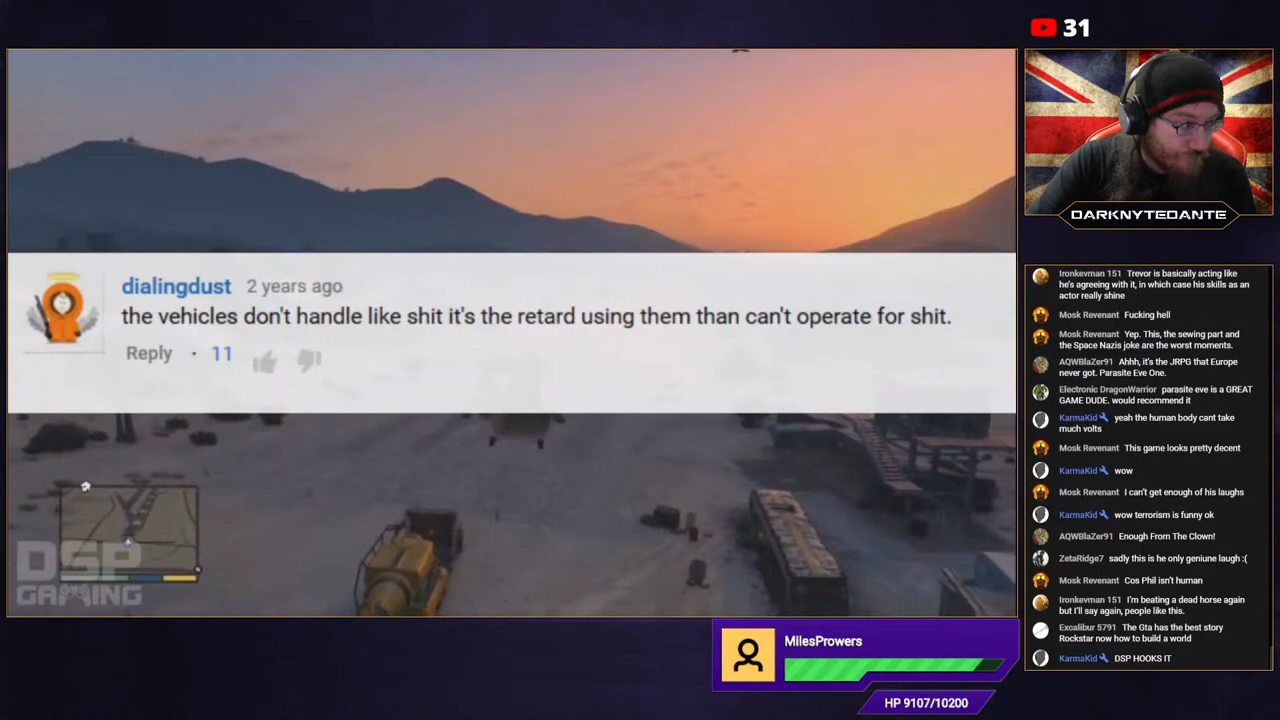 31
DARKNYTEDANTE
dialingdust 2 years ago
the vehicles don't handle like shit it's the retard using them than can't operate for shit.
Reply · 11
DSP
GAMING
Ironkevman 151 Trevor is basically acting like
he's agreeing with it, in which case his skills as an
actor really shine
Mosk Revenant Fucking hell
Mosk Revenant Yep. This, the sewing part and
the Space Nazis joke are the worst moments.
AQWBlaZer91 Ahhh, it's the JRPG that Europe
never got. Parasite Eve One.
Electronic DragonWarrior parasite eve is a GREAT
GAME DUDE. would recommend it
KarmaKid yeah the human body cant take
much volts
Mosk Revenant This game looks pretty decent
KarmaKid wow
Mosk Revenant I can't get enough of his laughs
KarmaKid wow terrorism is funny ok
AQWBlaZer91 Enough From The Clown!
ZetaRidge7 sadly this is he only geniune laugh :(
Mosk Revenant Cos Phil isn't human
Ironkevman 151 I'm beating a dead horse again
but I'll say again, people like this.
Excalibur 5791 The Gta has the best story
Rockstar now how to build a world
KarmaKid DSP HOOKS IT
MilesProwers
HP 9107/10200